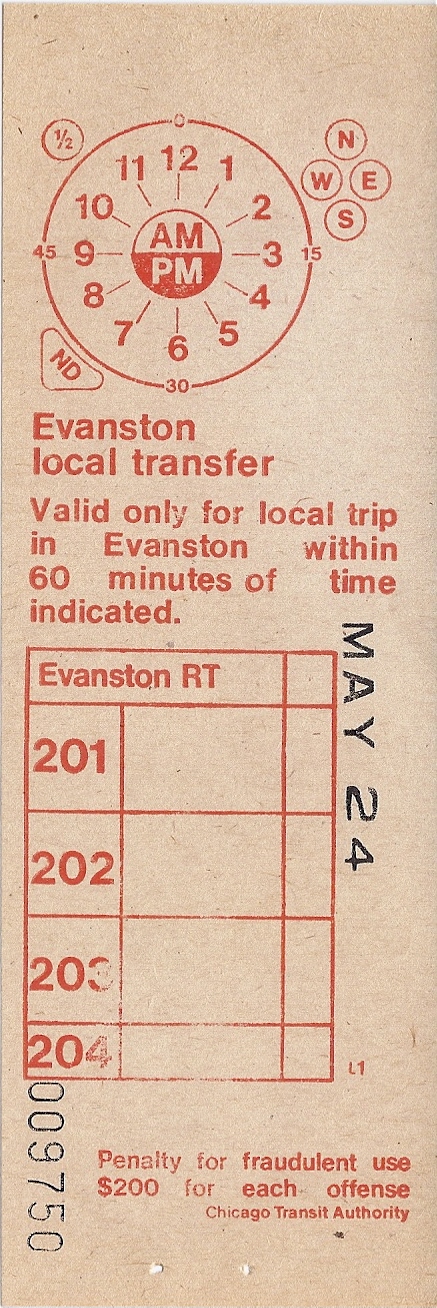 0
½
N
11 12 1
W E
10 2
S
AM
45 9 3 15
PM
8 4
7 6 5
ND
30
Evanston
local transfer
Valid only for local trip
in Evanston within
60 minutes of time
indicated.
MAY 24
Evanston RT
201
202
203
204
L1
009750
Penalty for fraudulent use
$200 for each offense
Chicago Transit Authority